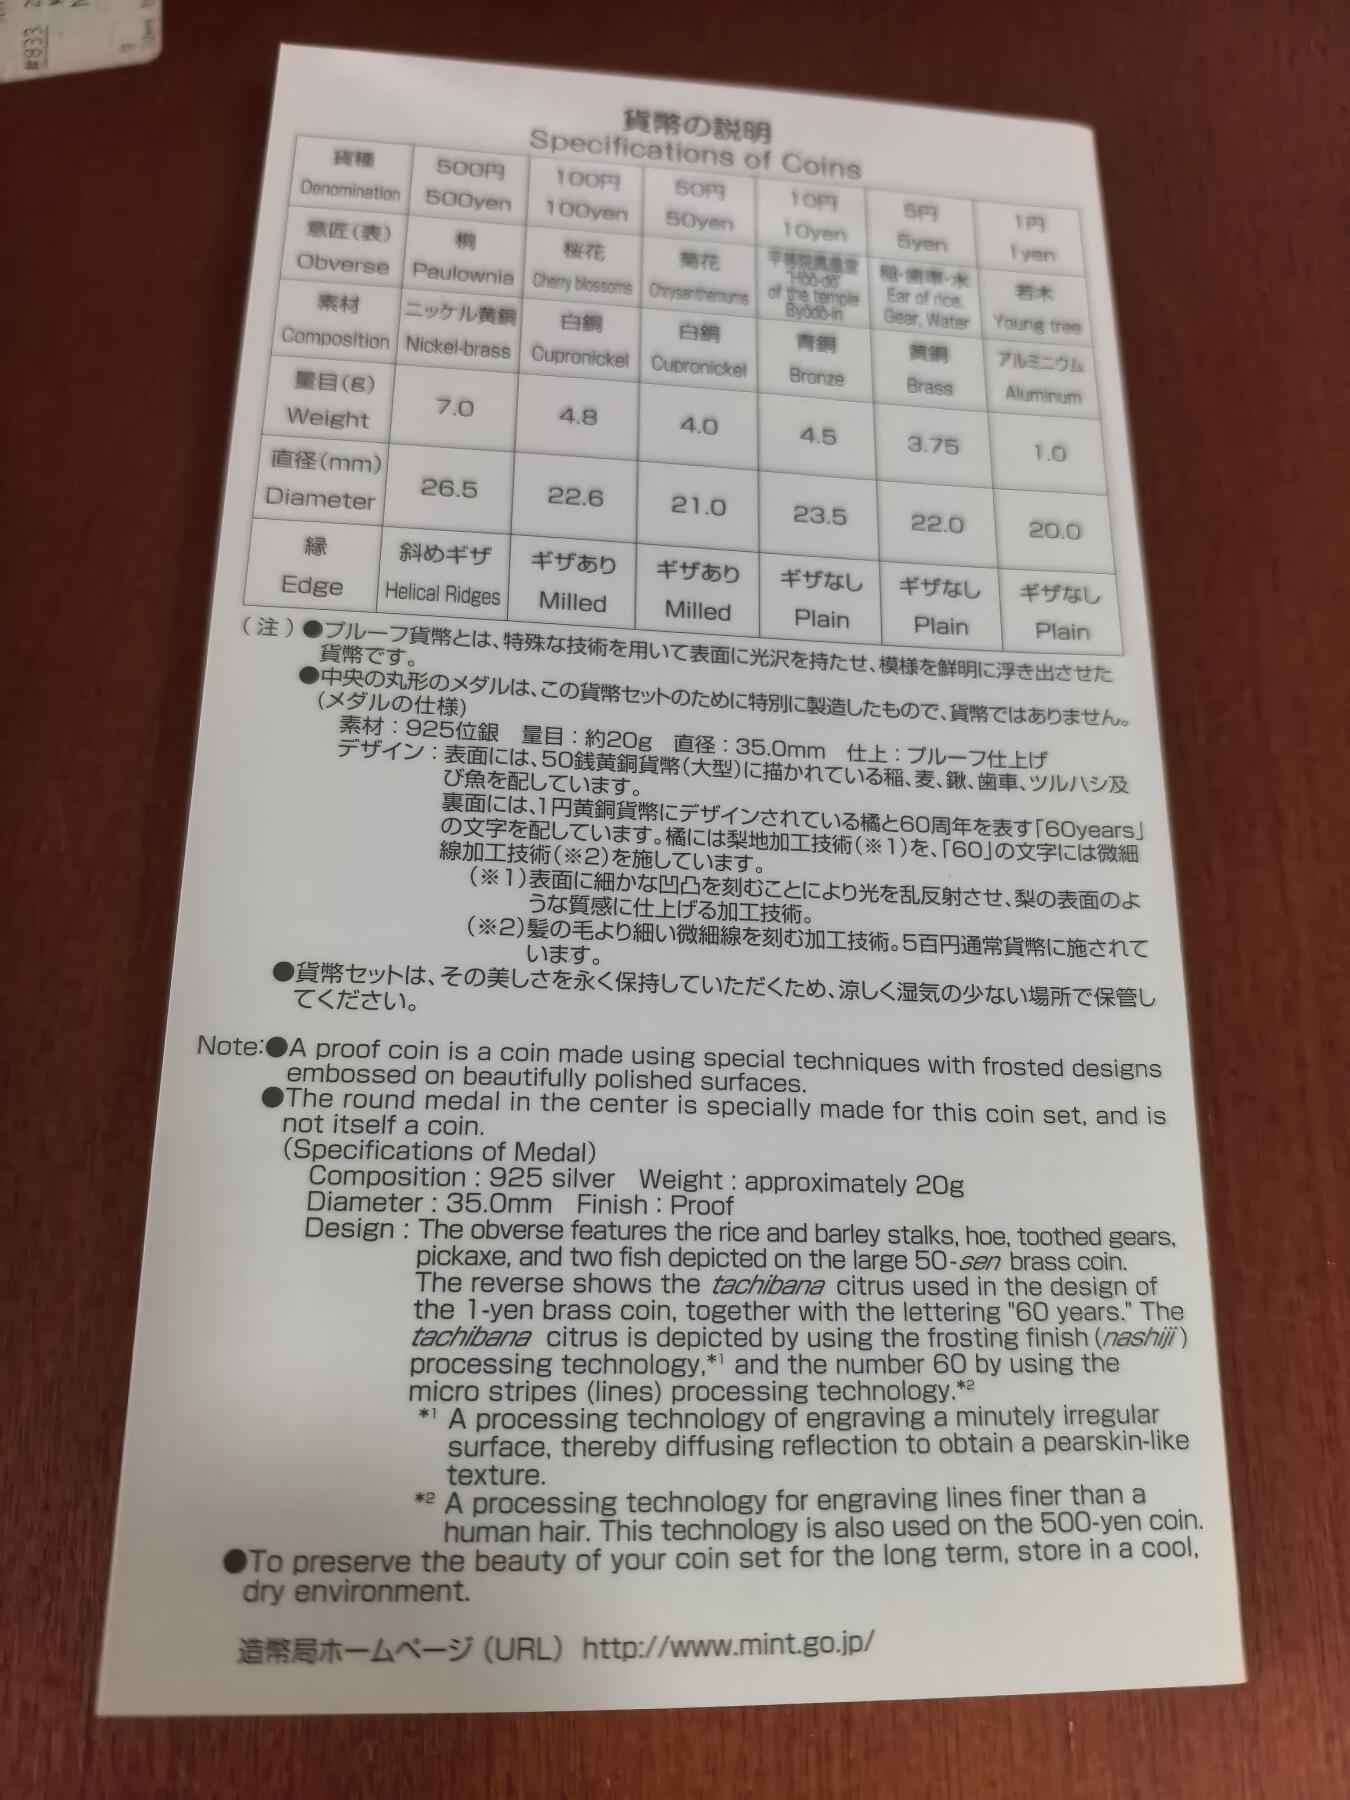 #833
貨幣の説明
Specifications of Coins
貨種 500円 100円 50円 10円 5円 1円
Denomination 500yen 100yen 50yen 10yen 5yen 1yen
意匠(表) 桐 桜花 菊花 平等院鳳凰堂 稲・歯車・水 若木
Obverse Paulownia Cherry blossoms Chrysanthemums "Hōō-dō" of the temple Byōdō-in Ear of rice, Gear, Water Young tree
素材 ニッケル黄銅 白銅 白銅 青銅 黄銅 アルミニウム
Composition Nickel-brass Cupronickel Cupronickel Bronze Brass Aluminum
量目(g)
Weight 7.0 4.8 4.0 4.5 3.75 1.0
直径(mm)
Diameter 26.5 22.6 21.0 23.5 22.0 20.0
縁 斜めギザ ギザあり ギザあり ギザなし ギザなし ギザなし
Edge Helical Ridges Milled Milled Plain Plain Plain
(注)●プルーフ貨幣とは、特殊な技術を用いて表面に光沢を持たせ、模様を鮮明に浮き出させた
貨幣です。
●中央の丸形のメダルは、この貨幣セットのために特別に製造したもので、貨幣ではありません。
(メダルの仕様)
素材:925位銀 量目:約20g 直径:35.0mm 仕上:プルーフ仕上げ
デザイン:表面には、50銭黄銅貨幣(大型)に描かれている稲、麦、鍬、歯車、ツルハシ及
び魚を配しています。
裏面には、1円黄銅貨幣にデザインされている橘と60周年を表す「60years」
の文字を配しています。橘には梨地加工技術(※1)を、「60」の文字には微細
線加工技術(※2)を施しています。
(※1)表面に細かな凹凸を刻むことにより光を乱反射させ、梨の表面のよ
うな質感に仕上げる加工技術。
(※2)髪の毛より細い微細線を刻む加工技術。5百円通常貨幣に施されて
います。
●貨幣セットは、その美しさを永く保持していただくため、涼しく湿気の少ない場所で保管し
てください。
Note:●A proof coin is a coin made using special techniques with frosted designs
embossed on beautifully polished surfaces.
●The round medal in the center is specially made for this coin set, and is
not itself a coin.
(Specifications of Medal)
Composition : 925 silver Weight : approximately 20g
Diameter : 35.0mm Finish : Proof
Design : The obverse features the rice and barley stalks, hoe, toothed gears,
pickaxe, and two fish depicted on the large 50-sen brass coin.
The reverse shows the tachibana citrus used in the design of
the 1-yen brass coin, together with the lettering "60 years." The
tachibana citrus is depicted by using the frosting finish (nashiji)
processing technology,*1 and the number 60 by using the
micro stripes (lines) processing technology.*2
*1 A processing technology of engraving a minutely irregular
surface, thereby diffusing reflection to obtain a pearskin-like
texture.
*2 A processing technology for engraving lines finer than a
human hair. This technology is also used on the 500-yen coin.
●To preserve the beauty of your coin set for the long term, store in a cool,
dry environment.
造幣局ホームページ(URL) http://www.mint.go.jp/